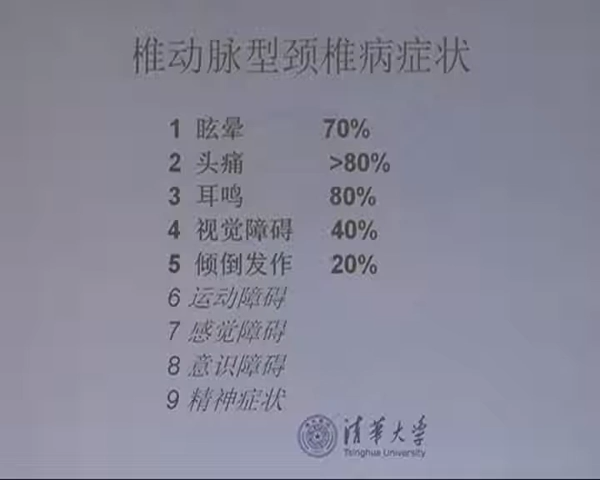 椎动脉型颈椎病症状
1 眩晕 70%
2 头痛 >80%
3 耳鸣 80%
4 视觉障碍 40%
5 倾倒发作 20%
6 运动障碍
7 感觉障碍
8 意识障碍
9 精神症状
清华大学
Tsinghua University